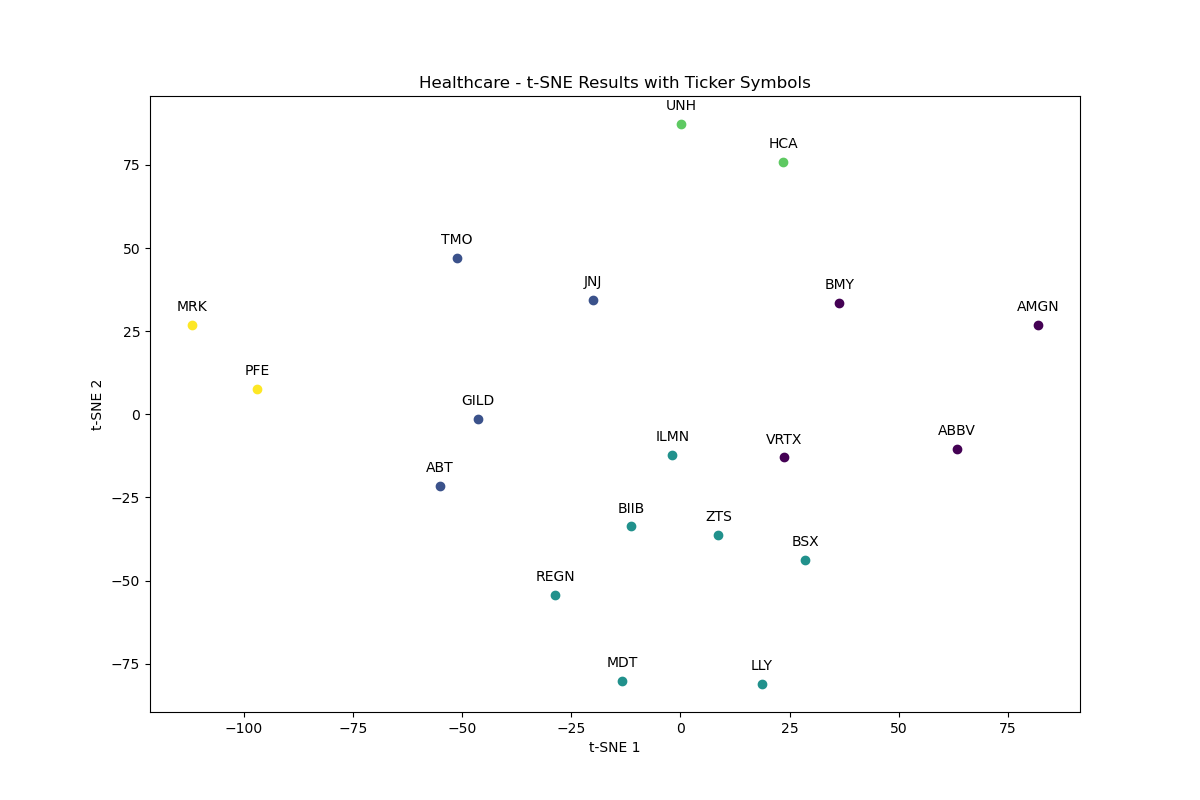 Healthcare - t-SNE Results with Ticker Symbols
UNH
HCA
TMO
JNJ
BMY
MRK
AMGN
PFE
GILD
ILMN
VRTX
ABBV
ABT
BIIB
ZTS
BSX
REGN
MDT
LLY
75
50
25
0
−25
−50
−75
t-SNE 2
−100
−75
−50
−25
0
25
50
75
t-SNE 1